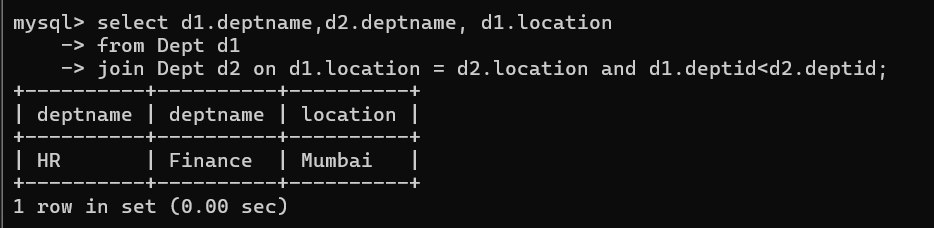 mysql> select d1.deptname,d2.deptname, d1.location
    -> from Dept d1
    -> join Dept d2 on d1.location = d2.location and d1.deptid<d2.deptid;
+----------+----------+----------+
| deptname | deptname | location |
+----------+----------+----------+
| HR       | Finance  | Mumbai   |
+----------+----------+----------+
1 row in set (0.00 sec)